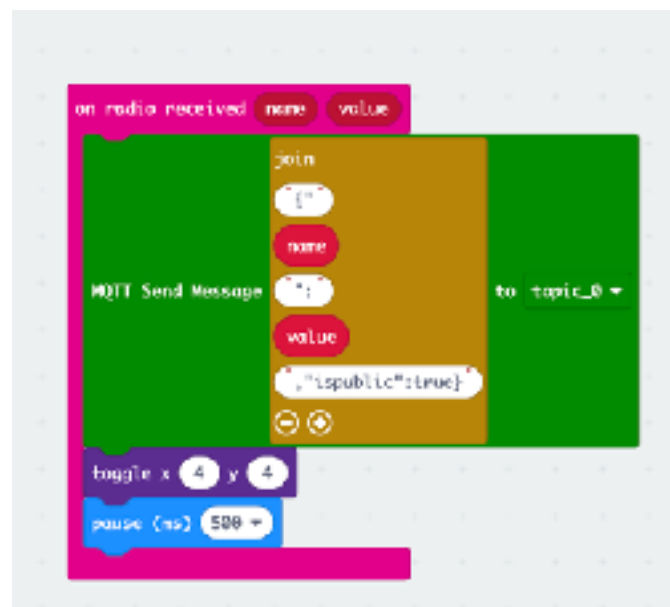 on radio received name value
join
"{"
name
":
value
,"ispublic":true}
MQTT Send Message to topic_0
toggle x 4 y 4
pause (ms) 500